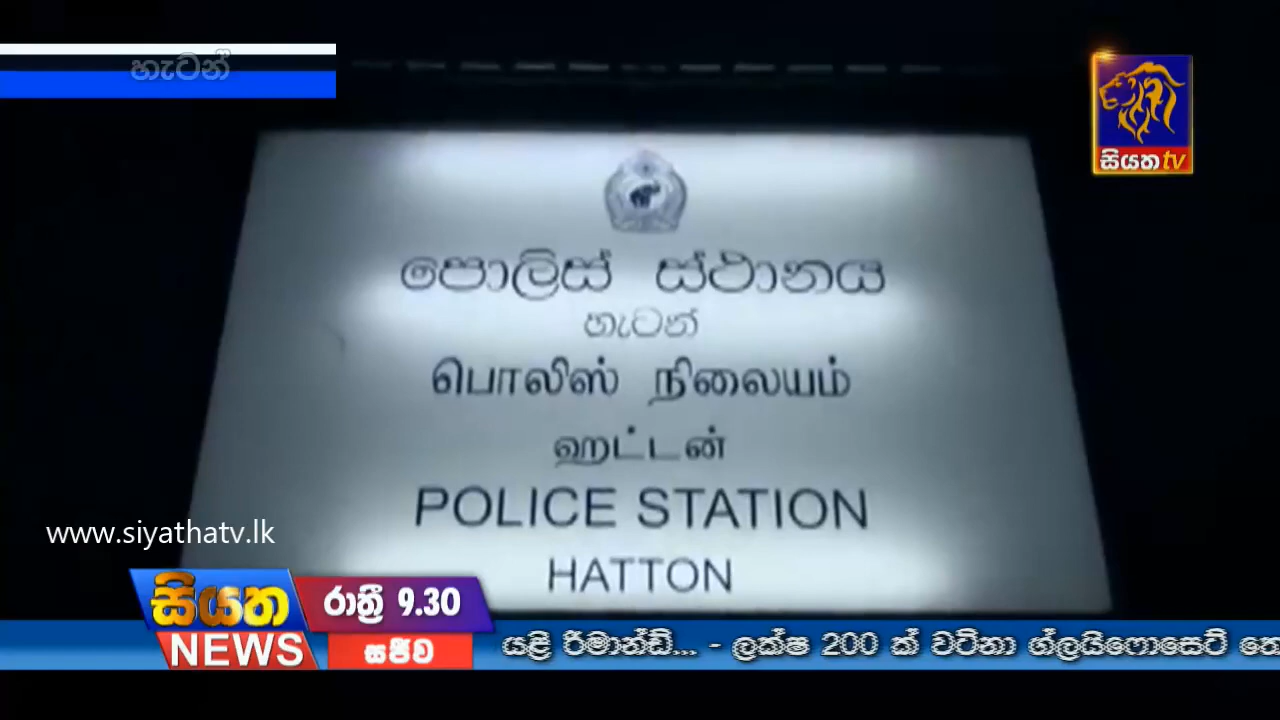 හැටන්
සියත tv
පොලිස් ස්ථානය
හැටන්
பொலிஸ் நிலையம்
ஹட்டன்
POLICE STATION
HATTON
www.siyathatv.lk
සියත
NEWS
රාත්‍රී 9.30
සජීව
යළි රිමාන්ඩ්... - ලක්ෂ 200 ක් වටිනා ග්ලයිෆොසෙට්